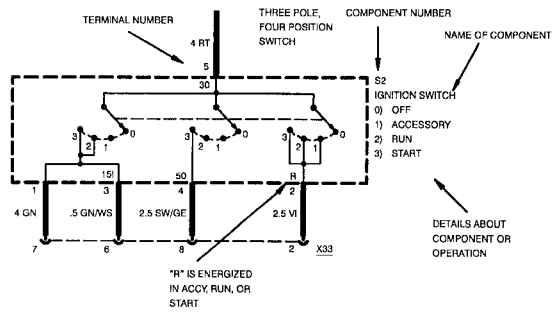 TERMINAL NUMBER
THREE POLE,
FOUR POSITION
SWITCH
COMPONENT NUMBER
NAME OF COMPONENT
4 RT
5
30
S2
IGNITION SWITCH
0) OFF
1) ACCESSORY
2) RUN
3) START
3 2 1 0
3 2 1 0
3 2 1 0
15I 50 R
1 3 4 2
4 GN .5 GN/WS 2.5 SW/GE 2.5 VI
7 6 8 2 X33
DETAILS ABOUT
COMPONENT OR
OPERATION
"R" IS ENERGIZED
IN ACCY, RUN, OR
START